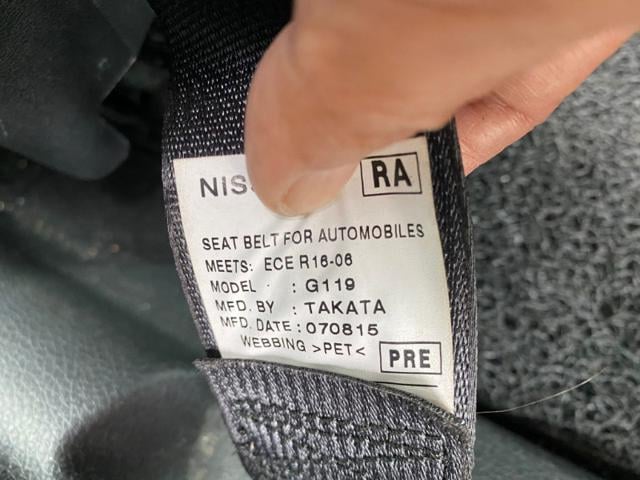 NISS RA
SEAT BELT FOR AUTOMOBILES
MEETS: ECE R16-06
MODEL : G119
MFD. BY : TAKATA
MFD. DATE : 070815
WEBBING >PET< PRE